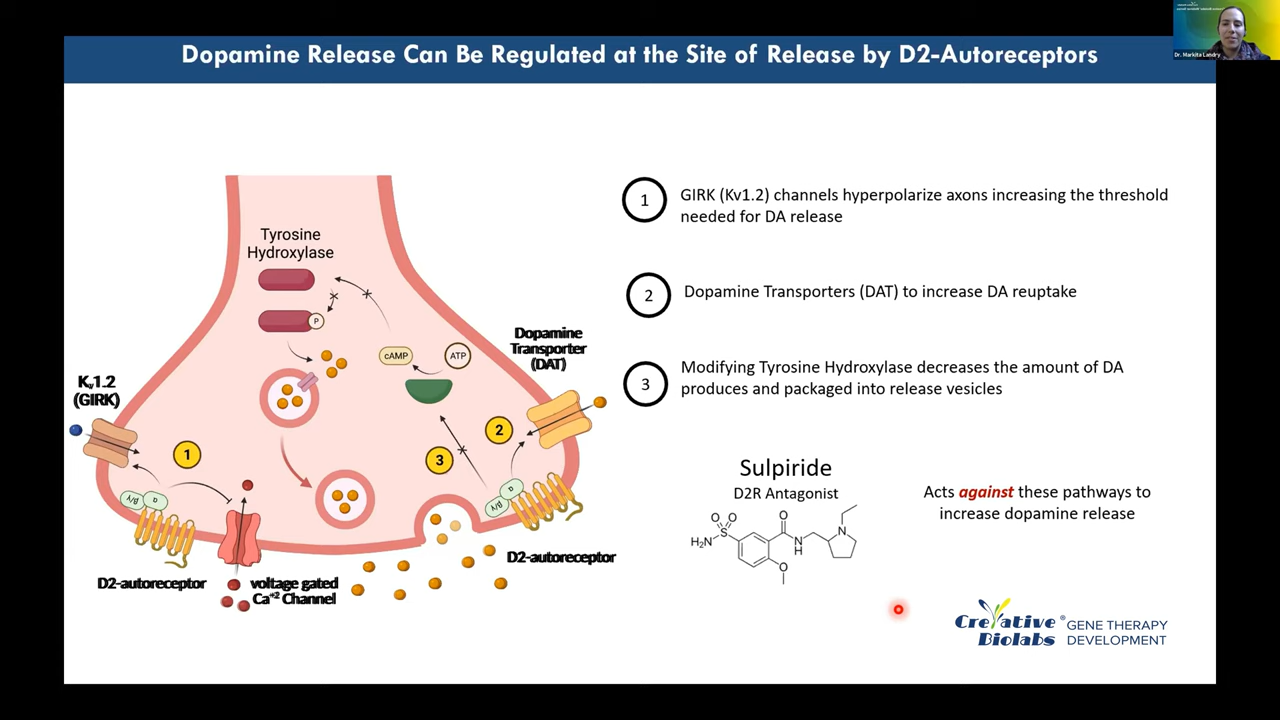 Dopamine Release Can Be Regulated at the Site of Release by D2-Autoreceptors
Dr. Markita Landry
Tyrosine
Hydroxylase
P
cAMP
ATP
Dopamine
Transporter
(DAT)
Kv1.2
(GIRK)
1
2
3
β/γ
α
β/γ
α
D2-autoreceptor
voltage gated
Ca+2 Channel
D2-autoreceptor
1
GIRK (Kv1.2) channels hyperpolarize axons increasing the threshold
needed for DA release
2
Dopamine Transporters (DAT) to increase DA reuptake
3
Modifying Tyrosine Hydroxylase decreases the amount of DA
produces and packaged into release vesicles
Sulpiride
D2R Antagonist
O O
S
H₂N
O
N
H
N
O
Acts against these pathways to
increase dopamine release
Creative Biolabs® GENE THERAPY
DEVELOPMENT